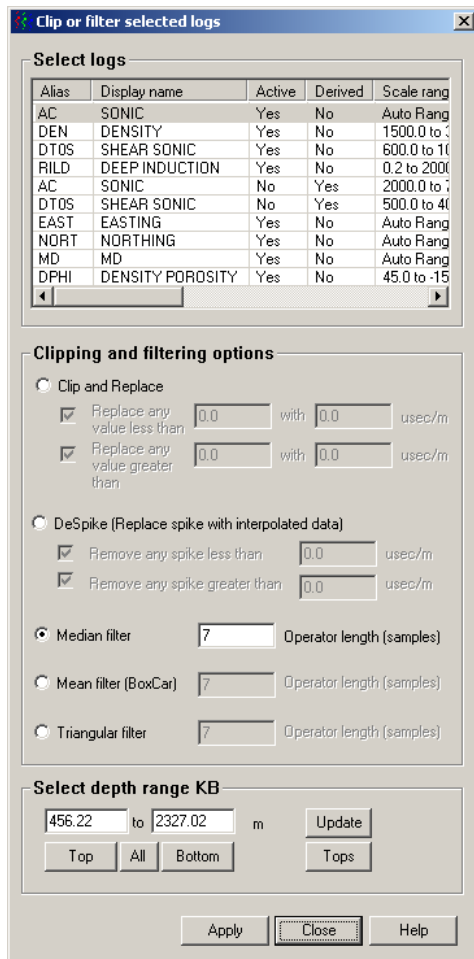 Clip or filter selected logs
Select logs
Alias Display name Active Derived Scale rang
AC SONIC Yes No Auto Rang
DEN DENSITY Yes No 1500.0 to
DT0S SHEAR SONIC Yes No 600.0 to 10
RILD DEEP INDUCTION Yes No 0.2 to 2000
AC SONIC No Yes 2000.0 to
DT0S SHEAR SONIC No Yes 500.0 to 40
EAST EASTING Yes No Auto Rang
NORT NORTHING Yes No Auto Rang
MD MD Yes No Auto Rang
DPHI DENSITY POROSITY Yes No 45.0 to -15
Clipping and filtering options
Clip and Replace
Replace any value less than 0.0 with 0.0 usec/m
Replace any value greater than 0.0 with 0.0 usec/m
DeSpike (Replace spike with interpolated data)
Remove any spike less than 0.0 usec/m
Remove any spike greater than 0.0 usec/m
Median filter 7 Operator length (samples)
Mean filter (BoxCar) 7 Operator length (samples)
Triangular filter 7 Operator length (samples)
Select depth range KB
456.22 to 2327.02 m Update
Top All Bottom Tops
Apply Close Help